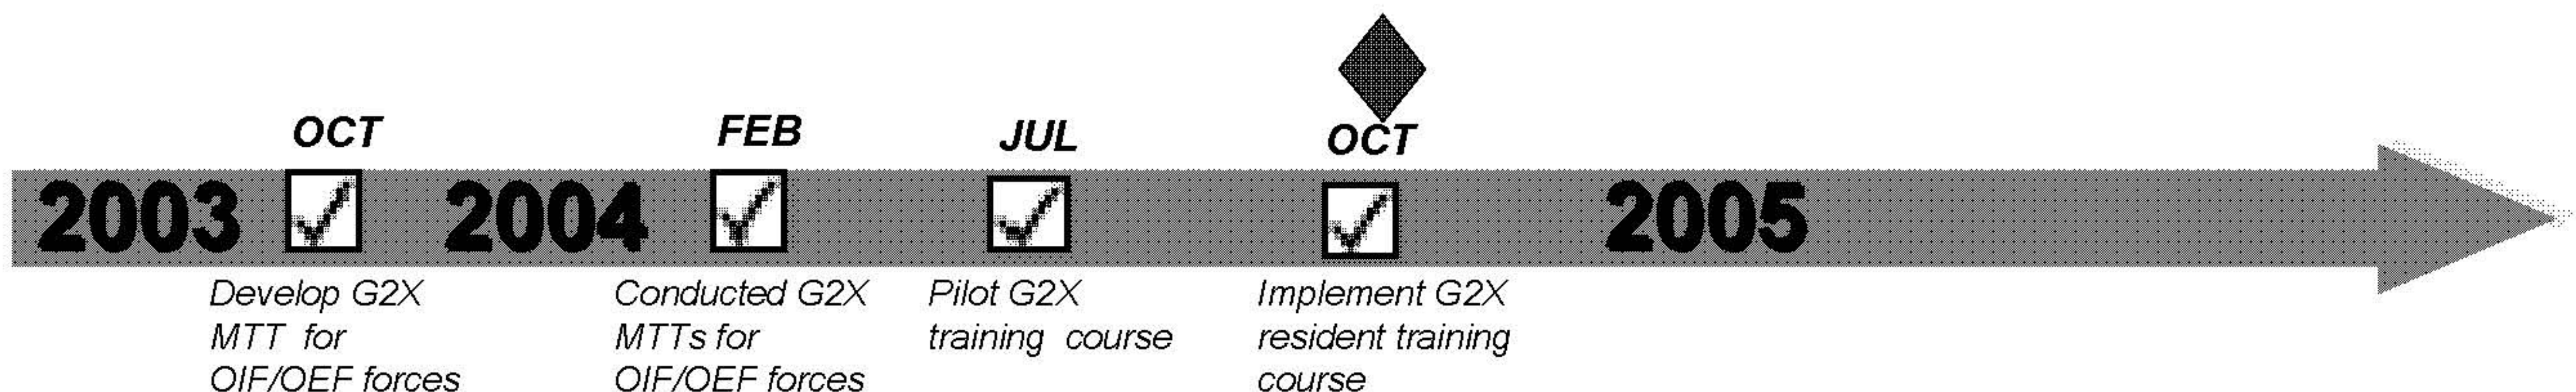 OCT
FEB
JUL
OCT
2003
2004
2005
Develop G2X
MTT for
OIF/OEF forces
Conducted G2X
MTTs for
OIF/OEF forces
Pilot G2X
training course
Implement G2X
resident training
course